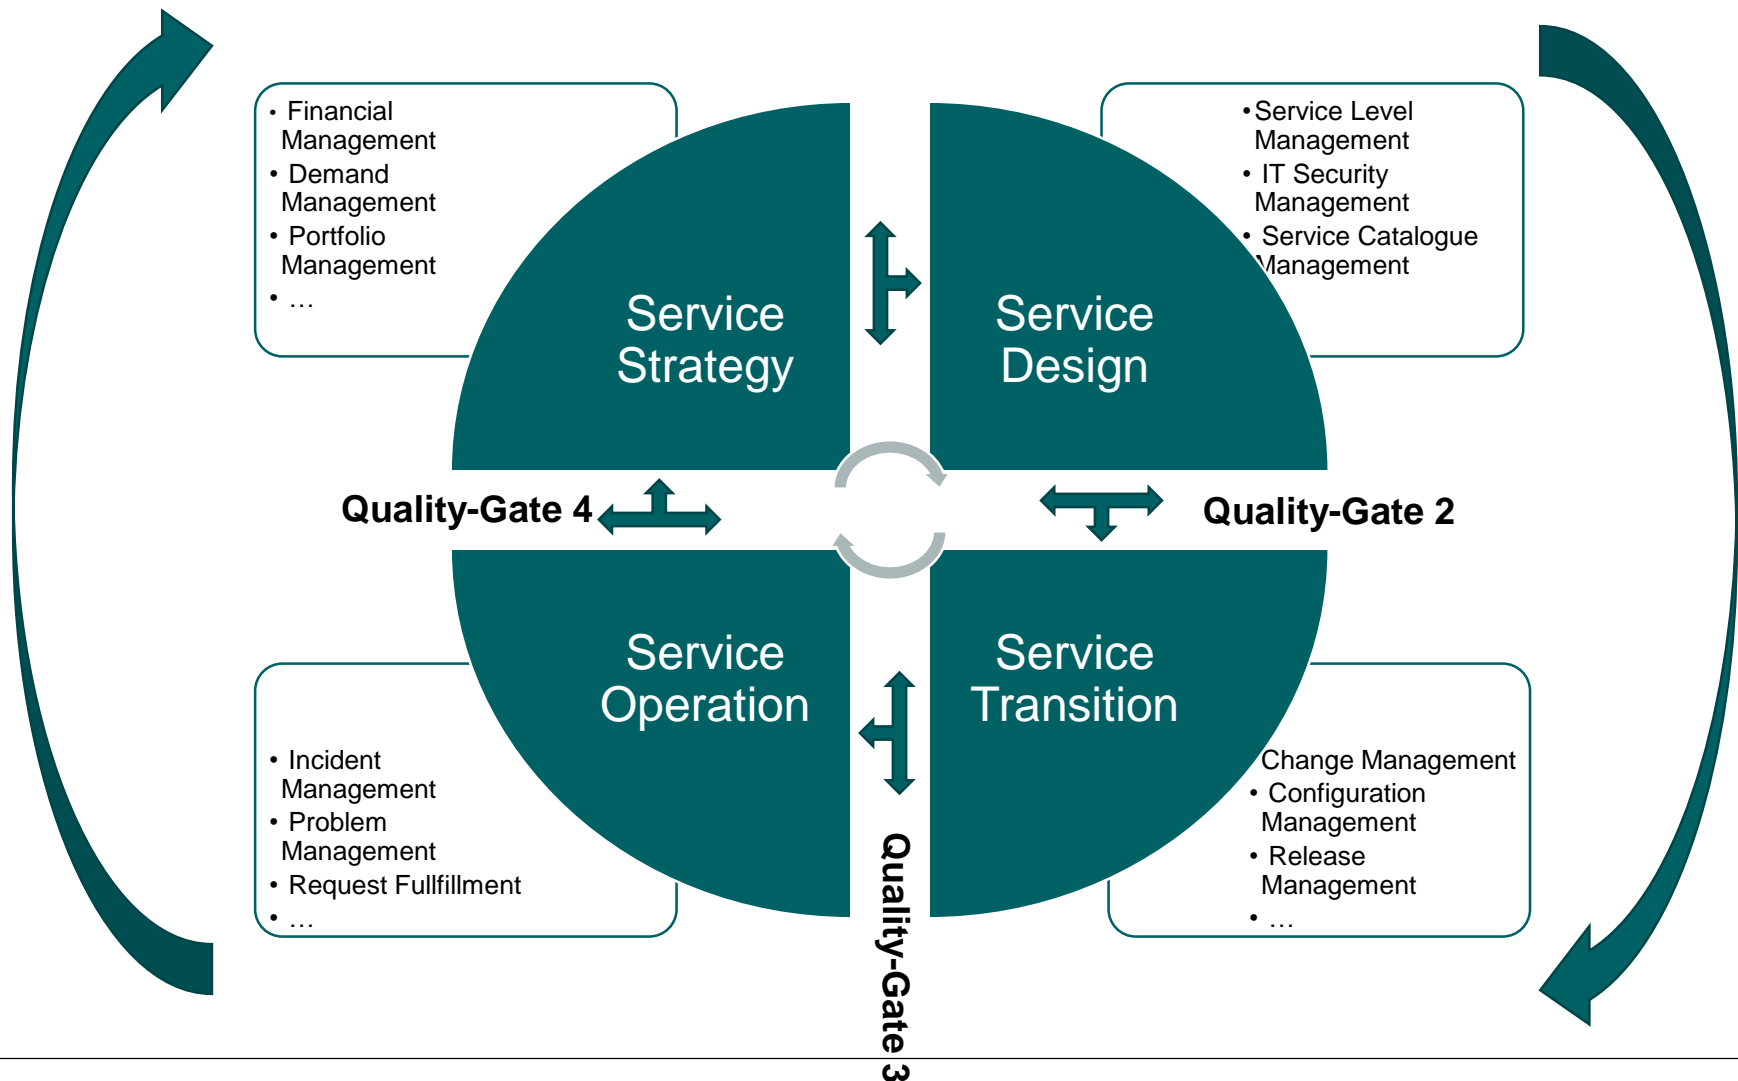 • Financial
Management
• Demand
Management
• Portfolio
Management
• …
•Service Level
Management
• IT Security
Management
• Service Catalogue
Management
Service
Strategy
Service
Design
Quality-Gate 4
Quality-Gate 2
Service
Operation
Service
Transition
• Incident
Management
• Problem
Management
• Request Fullfillment
• …
Change Management
• Configuration
Management
• Release
Management
• …
Quality-Gate 3